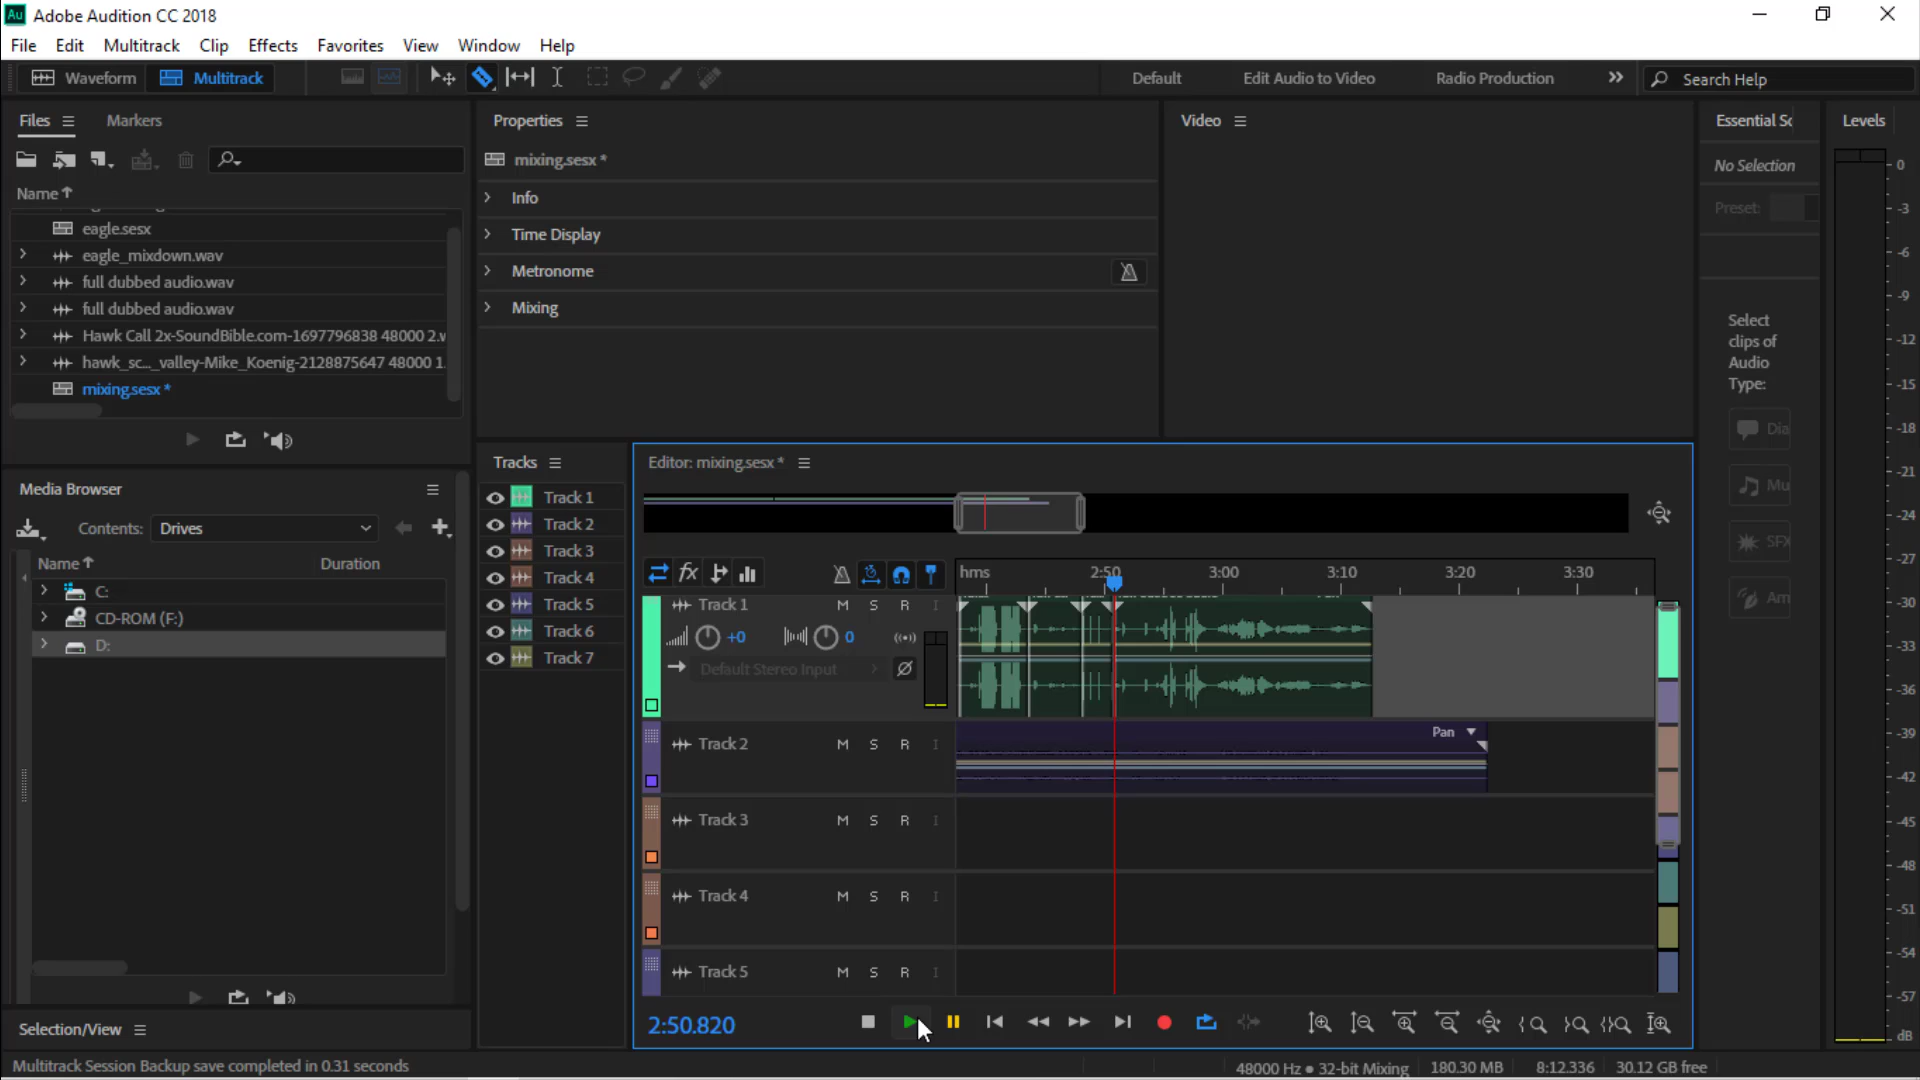 Au Adobe Audition CC 2018
File Edit Multitrack Clip Effects Favorites View Window Help
Waveform Multitrack Default Edit Audio to Video Radio Production Search Help
Files Markers
Name
eagle.sesx
eagle_mixdown.wav
full dubbed audio.wav
full dubbed audio.wav
Hawk Call 2x-SoundBible.com-1697796838 48000 2.w
hawk_sc..._valley-Mike_Koenig-2128875647 48000 1.
mixing.sesx *
Properties
mixing.sesx *
Info
Time Display
Metronome
Mixing
Video
Essential So
No Selection
Preset:
Select
clips of
Audio
Type:
Dia
Mu
SFX
Am
Levels
0
-3
-6
-9
-12
-15
-18
-21
-24
-27
-30
-33
-36
-39
-42
-45
-48
-51
-54
-57
dB
Media Browser
Contents: Drives
Name Duration
C:
CD-ROM (F:)
D:
Selection/View
Tracks
Track 1
Track 2
Track 3
Track 4
Track 5
Track 6
Track 7
Editor: mixing.sesx *
fx
hms 2:50 3:00 3:10 3:20 3:30
Track 1 M S R I
+0 0
Default Stereo Input
Track 2 M S R I
Pan
Track 3 M S R I
Track 4 M S R I
Track 5 M S R I
2:50.820
Multitrack Session Backup save completed in 0.31 seconds
48000 Hz ● 32-bit Mixing 180.30 MB 8:12.336 30.12 GB free